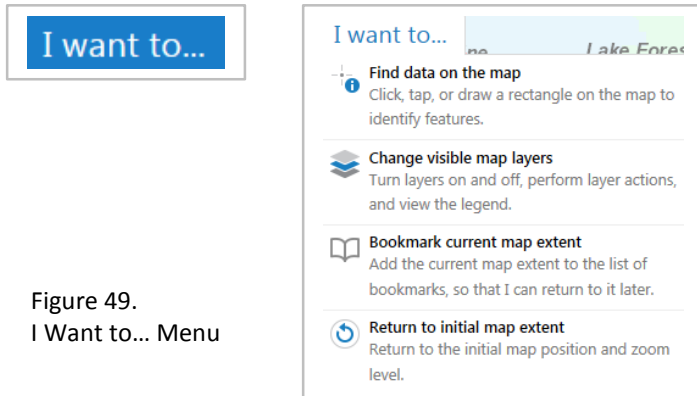 I want to...
Figure 49.
I Want to… Menu
I want to...
Lake Fores
Find data on the map
Click, tap, or draw a rectangle on the map to
identify features.
Change visible map layers
Turn layers on and off, perform layer actions,
and view the legend.
Bookmark current map extent
Add the current map extent to the list of
bookmarks, so that I can return to it later.
Return to initial map extent
Return to the initial map position and zoom
level.